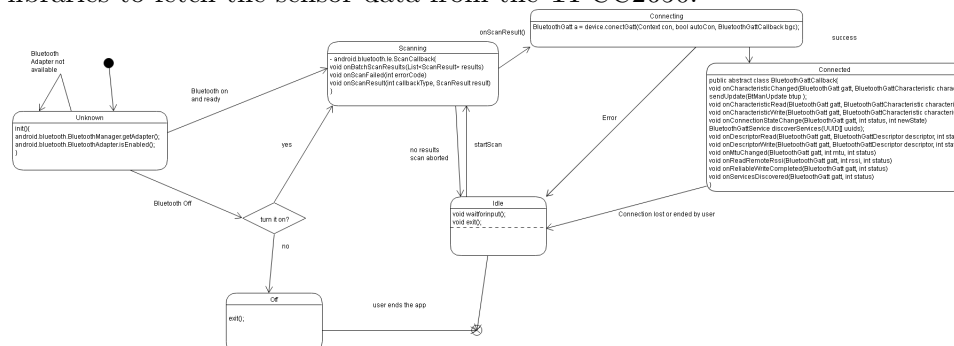 libraries to fetch the sensor data from the TI CC2650.
Connecting
BluetoothGatt a = device.conectGatt(Context con, bool autoCon, BluetoothGattCallback bgc);
onScanResult()
success
Scanning
- android.bluetooth.le.ScanCallback{
void onBatchScanResults(List<ScanResult> results)
void onScanFailed(int errorCode)
void onScanResult(int callbackType, ScanResult result)
}
Bluetooth
Adapter not
available
Bluetooth on
and ready
Connected
public abstract class BluetoothGattCallback{
void onCharacteristicChanged(BluetoothGatt gatt, BluetoothGattCharacteristic
sendUpdate(BtManUpdate btup );
void onCharacteristicRead(BluetoothGatt gatt, BluetoothGattCharacteristic
void onCharacteristicWrite(BluetoothGatt gatt, BluetoothGattCharacteristic
void onConnectionStateChange(BluetoothGatt gatt, int status, int newState)
BluetoothGattService discoverServices(UUID[] uuids);
void onDescriptorRead(BluetoothGatt gatt, BluetoothGattDescriptor descriptor, int
void onDescriptorWrite(BluetoothGatt gatt, BluetoothGattDescriptor descriptor, int
void onMtuChanged(BluetoothGatt gatt, int mtu, int status)
void onReadRemoteRssi(BluetoothGatt gatt, int rssi, int status)
void onReliableWriteCompleted(BluetoothGatt gatt, int status)
void onServicesDiscovered(BluetoothGatt gatt, int status)
}
Unknown
init(){
android.bluetooth.BluetoothManager.getAdapter();
android.bluetooth.BluetoothAdapter.isEnabled();
}
Error
yes
no results
scan aborted
startScan
Bluetooth Off
turn it on?
Idle
void waitforinput();
void exit();
Connection lost or ended by user
no
Off
exit();
user ends the app